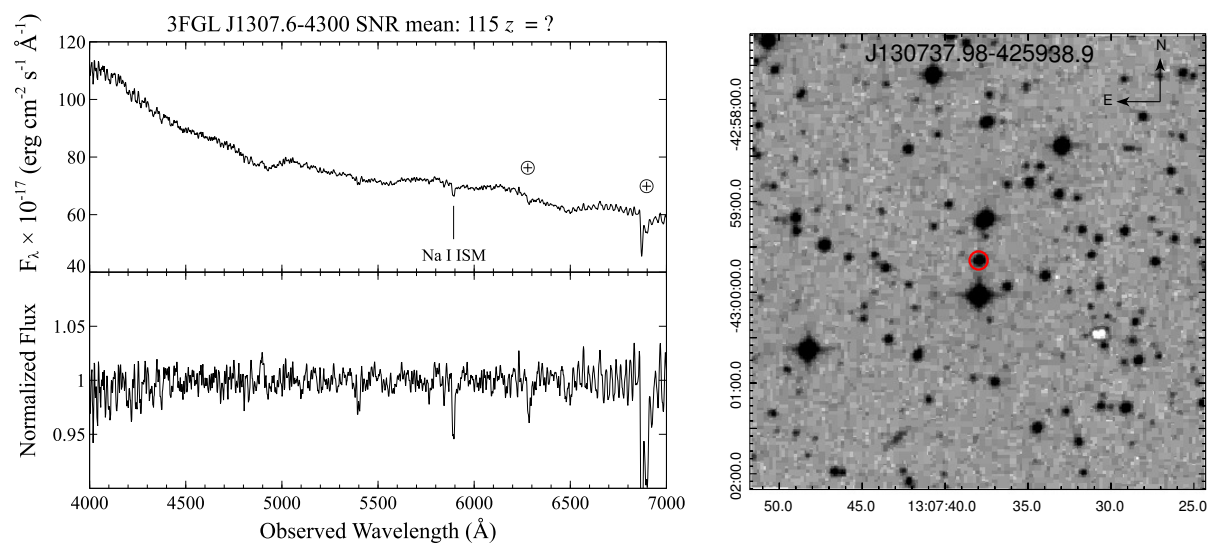 3FGL J1307.6-4300 SNR mean: 115 z = ?
120
100
80
60
40
F_λ × 10^-17 (erg cm^-2 s^-1 Å^-1)
⊕
⊕
Na I ISM
1.05
1
0.95
Normalized Flux
4000 4500 5000 5500 6000 6500 7000
Observed Wavelength (Å)
J130737.98-425938.9
N
E
-42:58:00.0
59:00.0
-43:00:00.0
01:00.0
02:00.0
50.0 45.0 13:07:40.0 35.0 30.0 25.0